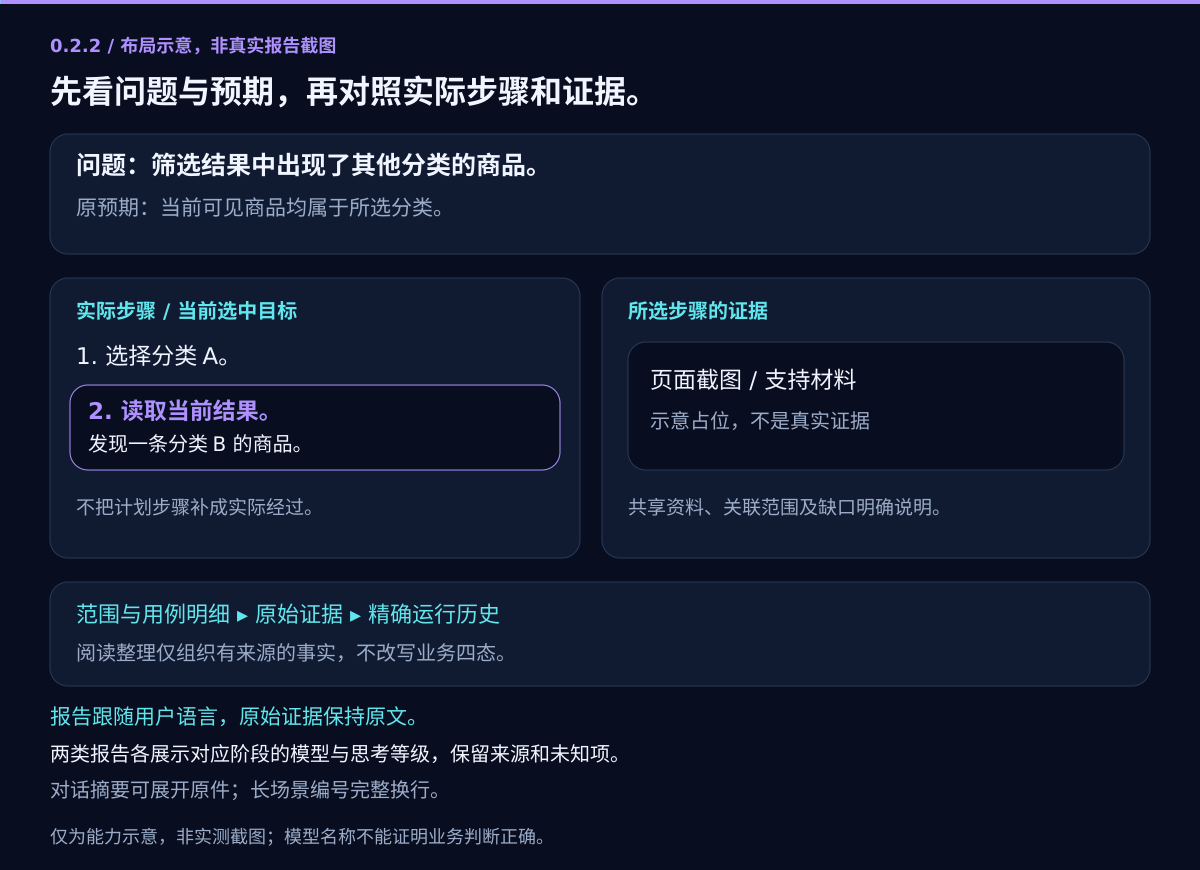 0.2.2 / 布局示意，非真实报告截图
先看问题与预期，再对照实际步骤和证据。
问题：筛选结果中出现了其他分类的商品。
原预期：当前可见商品均属于所选分类。
实际步骤 / 当前选中目标
1. 选择分类 A。
2. 读取当前结果。
发现一条分类 B 的商品。
不把计划步骤补成实际经过。
所选步骤的证据
页面截图 / 支持材料
示意占位，不是真实证据
共享资料、关联范围及缺口明确说明。
范围与用例明细 ▸ 原始证据 ▸ 精确运行历史
阅读整理仅组织有来源的事实，不改写业务四态。
报告跟随用户语言，原始证据保持原文。
两类报告各展示对应阶段的模型与思考等级，保留来源和未知项。
对话摘要可展开原件；长场景编号完整换行。
仅为能力示意，非实测截图；模型名称不能证明业务判断正确。